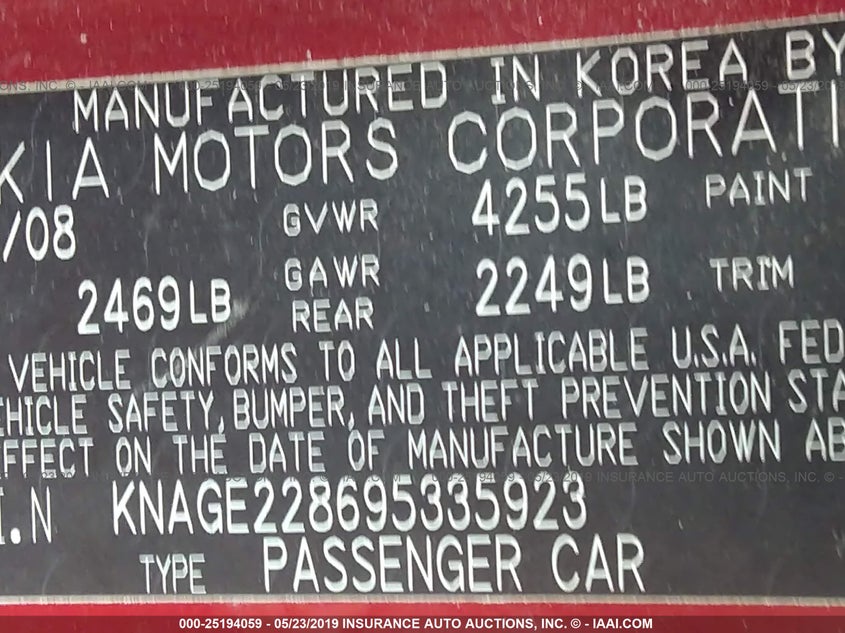 MANUFACTURED IN KOREA BY
KIA MOTORS CORPORATI
/08 GVWR 4255LB PAINT
2469LB GAWR REAR 2249LB TRIM
VEHICLE CONFORMS TO ALL APPLICABLE U.S.A. FED
EHICLE SAFETY, BUMPER, AND THEFT PREVENTION STA
FFECT ON THE DATE OF MANUFACTURE SHOWN AB
I.N KNAGE228695335923
TYPE PASSENGER CAR
000-25194059 - 05/23/2019 INSURANCE AUTO AUCTIONS, INC. © - IAAI.COM